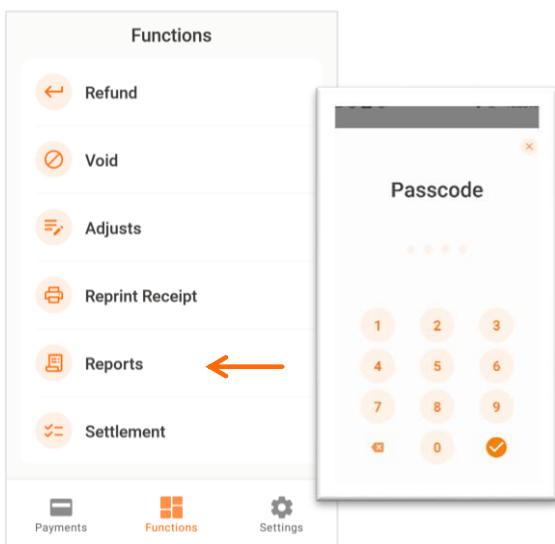 Functions
Refund
Void
Adjusts
Reprint Receipt
Reports
Settlement
Payments Functions Settings
Passcode
1 2 3
4 5 6
7 8 9
0